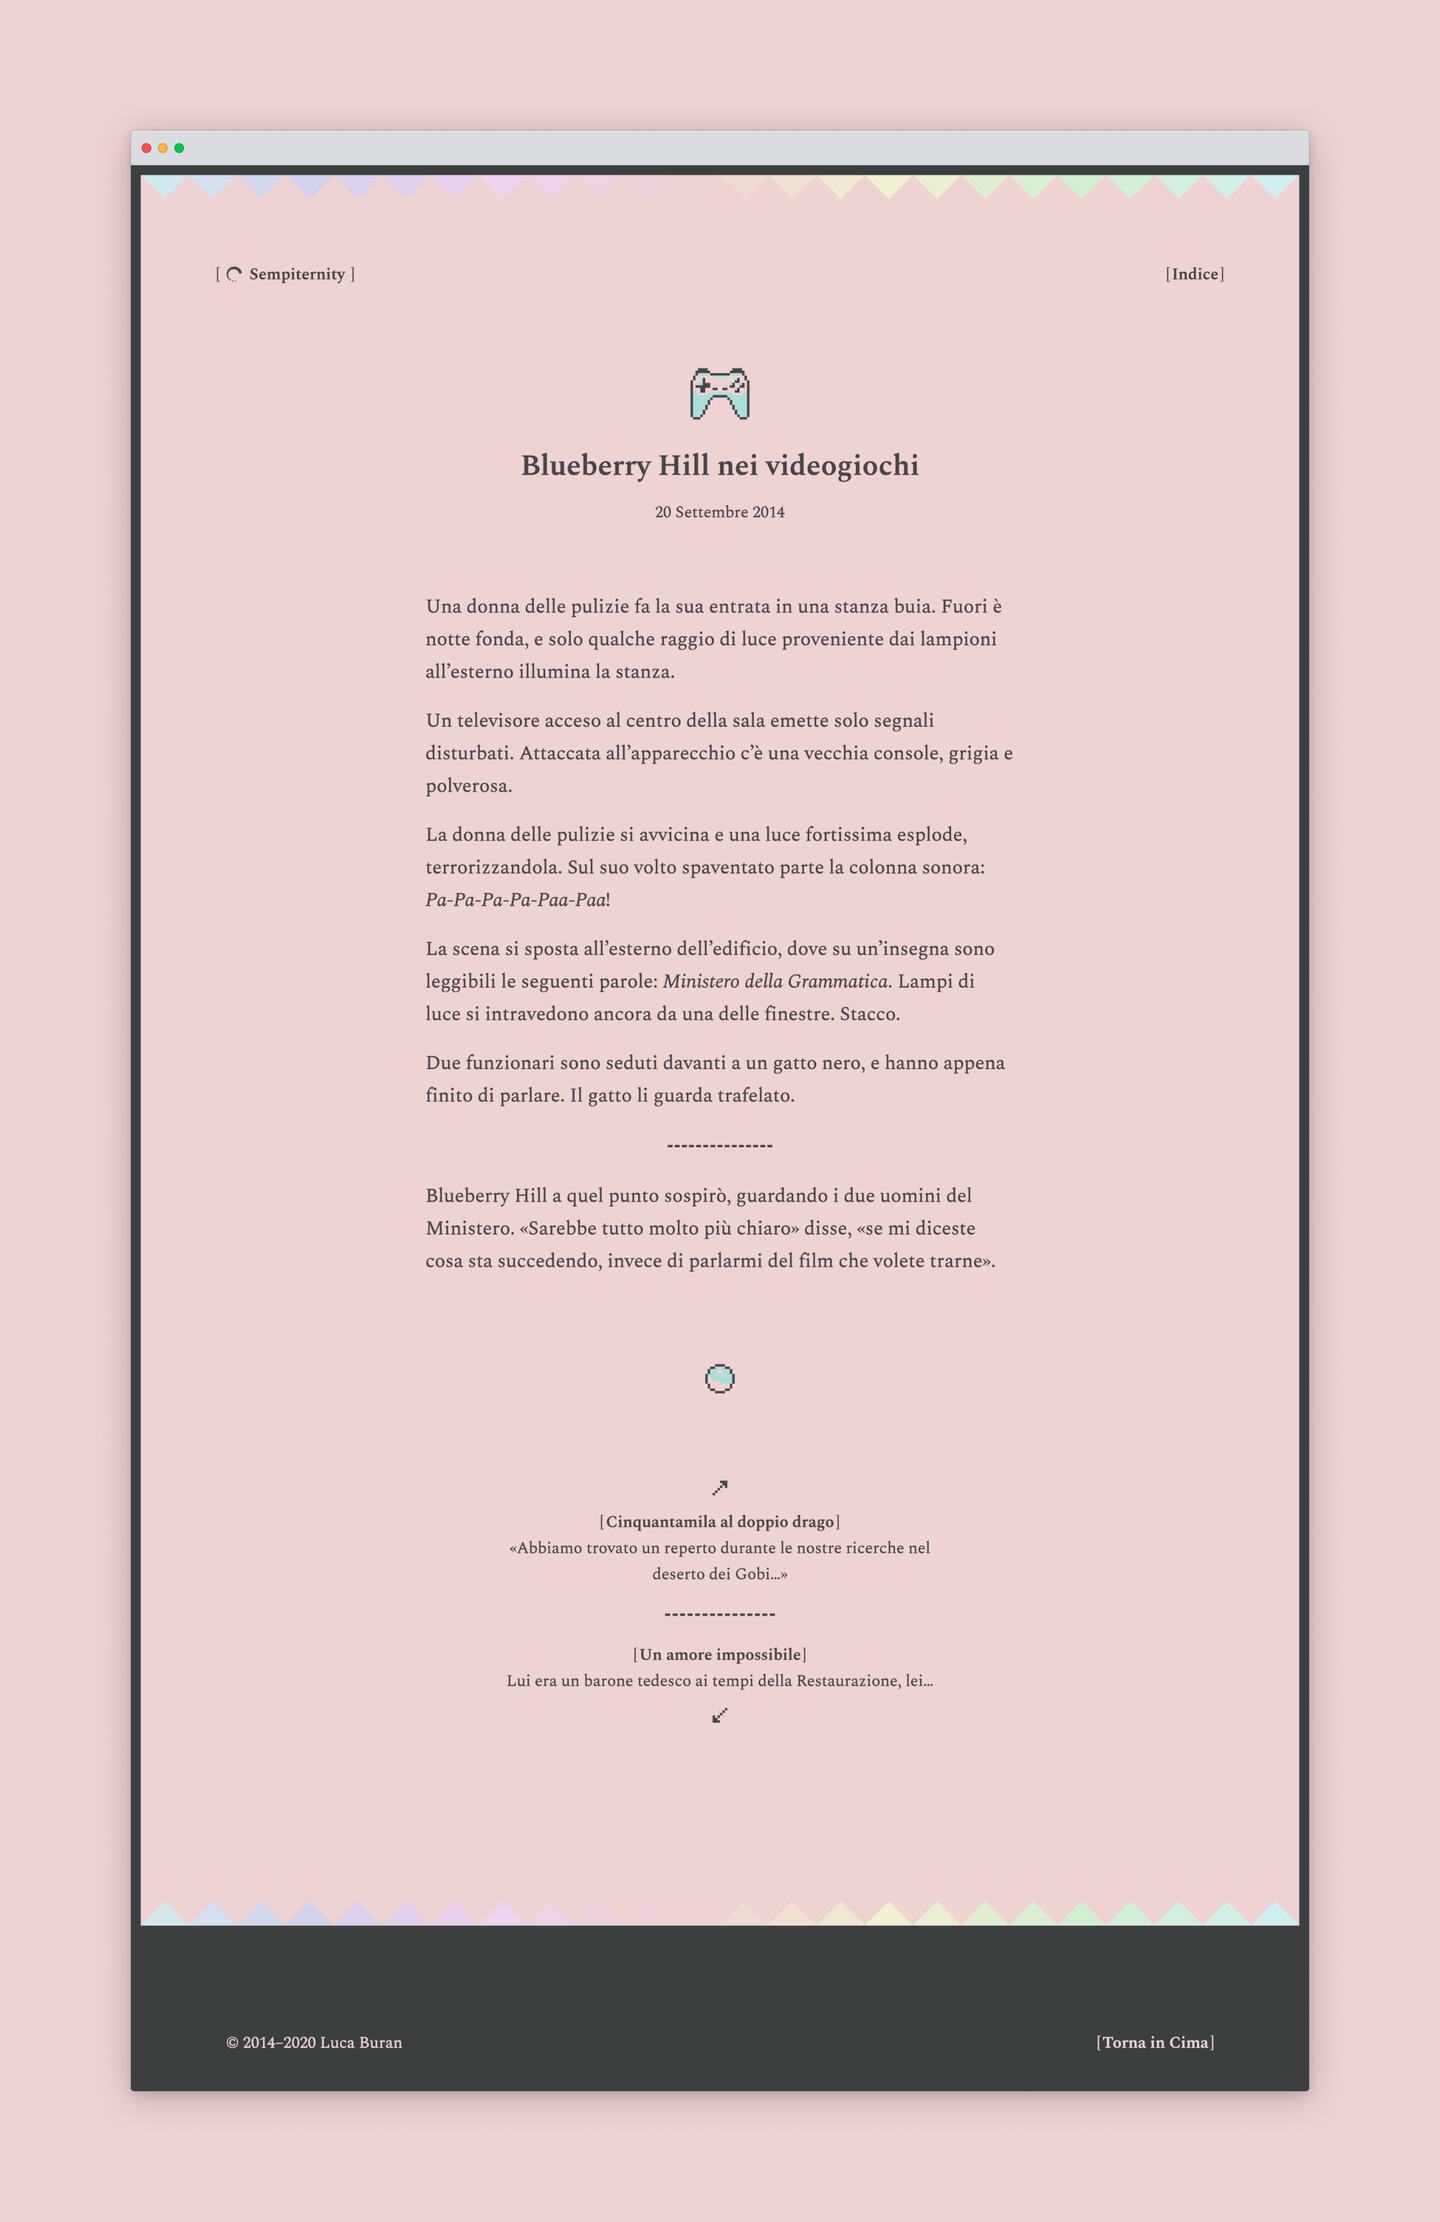 [ Sempiternity ]
[Indice]
Blueberry Hill nei videogiochi
20 Settembre 2014
Una donna delle pulizie fa la sua entrata in una stanza buia. Fuori è
notte fonda, e solo qualche raggio di luce proveniente dai lampioni
all’esterno illumina la stanza.
Un televisore acceso al centro della sala emette solo segnali
disturbati. Attaccata all’apparecchio c’è una vecchia console, grigia e
polverosa.
La donna delle pulizie si avvicina e una luce fortissima esplode,
terrorizzandola. Sul suo volto spaventato parte la colonna sonora:
Pa-Pa-Pa-Pa-Paa-Paa!
La scena si sposta all’esterno dell’edificio, dove su un’insegna sono
leggibili le seguenti parole: Ministero della Grammatica. Lampi di
luce si intravedono ancora da una delle finestre. Stacco.
Due funzionari sono seduti davanti a un gatto nero, e hanno appena
finito di parlare. Il gatto li guarda trafelato.
---------------
Blueberry Hill a quel punto sospirò, guardando i due uomini del
Ministero. «Sarebbe tutto molto più chiaro» disse, «se mi diceste
cosa sta succedendo, invece di parlarmi del film che volete trarne».
↗
[Cinquantamila al doppio drago]
«Abbiamo trovato un reperto durante le nostre ricerche nel
deserto dei Gobi…»
---------------
[Un amore impossibile]
Lui era un barone tedesco ai tempi della Restaurazione, lei…
↙
© 2014–2020 Luca Buran
[Torna in Cima]